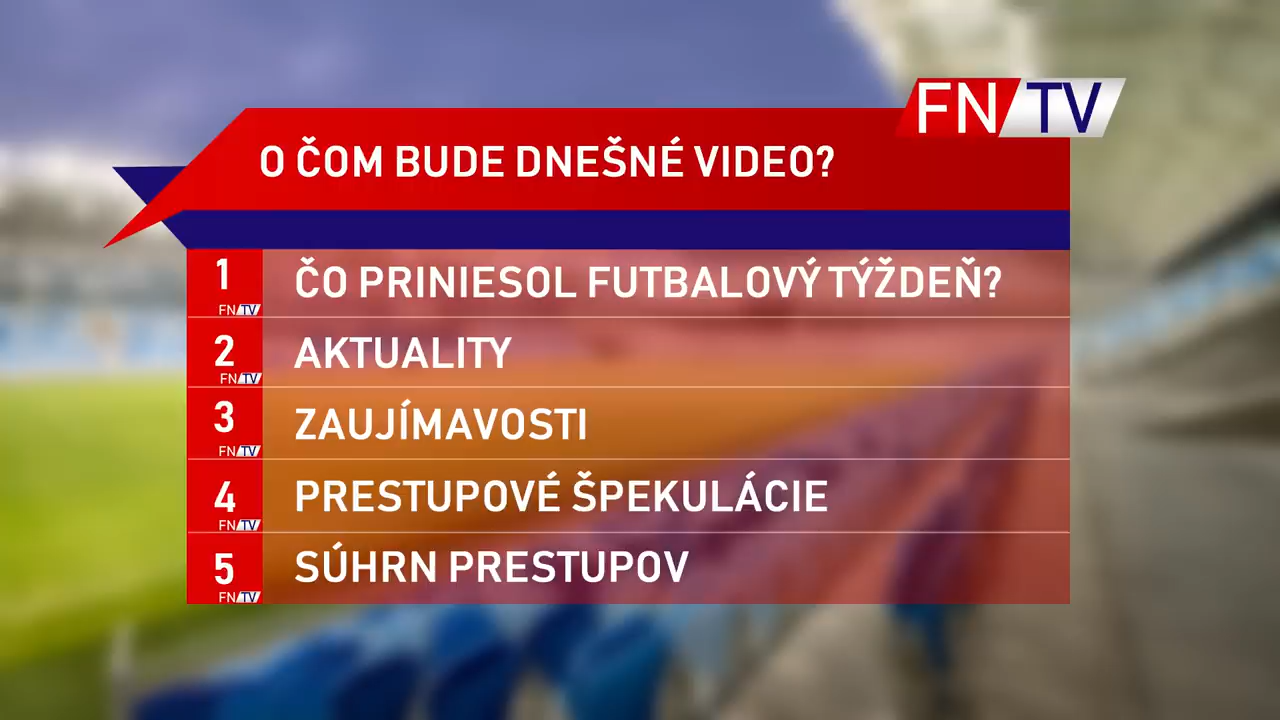 FN/TV
O ČOM BUDE DNEŠNÉ VIDEO?
1 ČO PRINIESOL FUTBALOVÝ TÝŽDEŇ?
FN/TV
2 AKTUALITY
FN/TV
3 ZAUJÍMAVOSTI
FN/TV
4 PRESTUPOVÉ ŠPEKULÁCIE
FN/TV
5 SÚHRN PRESTUPOV
FN/TV